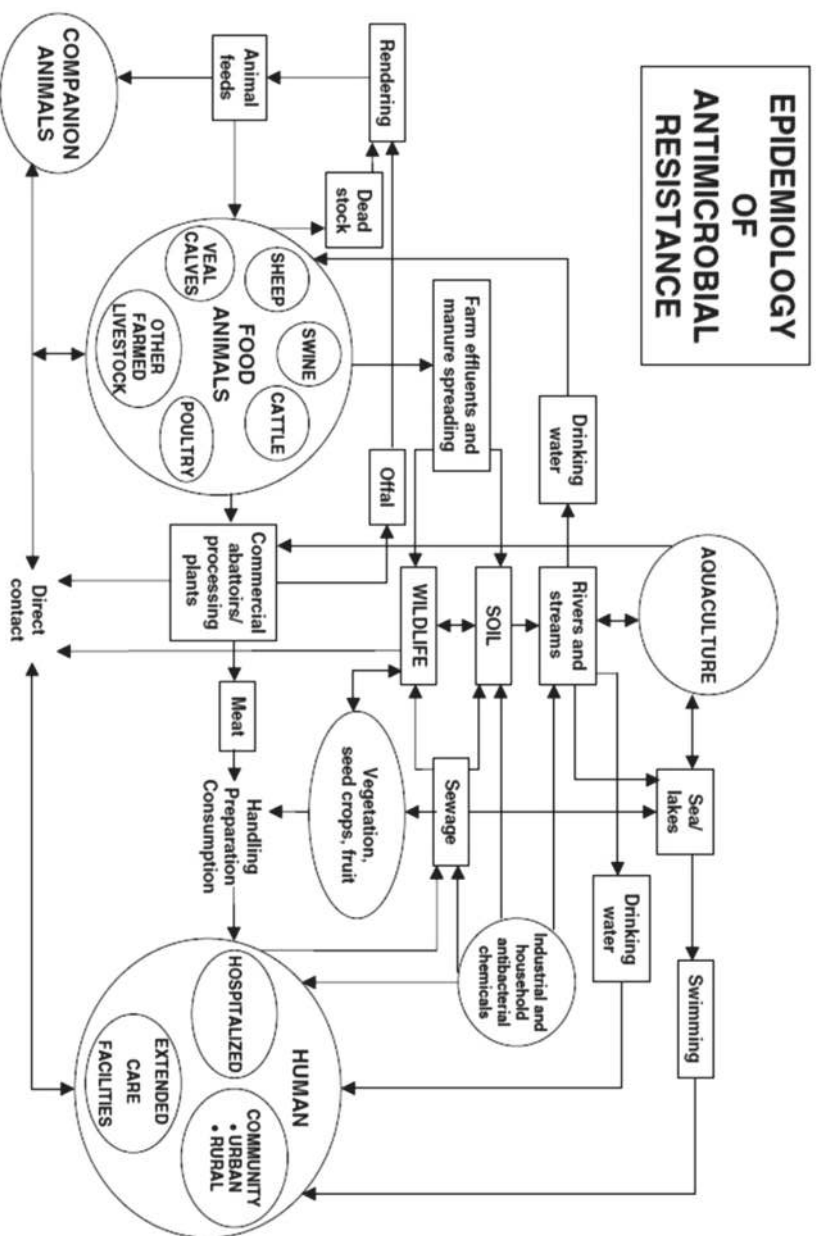 EPIDEMIOLOGY
OF
ANTIMICROBIAL
RESISTANCE
AQUACULTURE
Sea/
lakes
Swimming
Drinking
water
Rivers and
streams
Drinking
water
Industrial and
household
antibacterial
chemicals
Farm effluents and
manure spreading
SOIL
Sewage
WILDLIFE
Offal
Vegetation,
seed crops, fruit
Rendering
Dead
stock
Animal
feeds
SHEEP
SWINE
CATTLE
VEAL
CALVES
FOOD
ANIMALS
OTHER
FARMED
LIVESTOCK
POULTRY
Commercial
abattoirs/
processing
plants
Meat
Handling
Preparation
Consumption
HUMAN
HOSPITALIZED
COMMUNITY
• URBAN
• RURAL
EXTENDED
CARE
FACILITIES
COMPANION
ANIMALS
Direct
contact